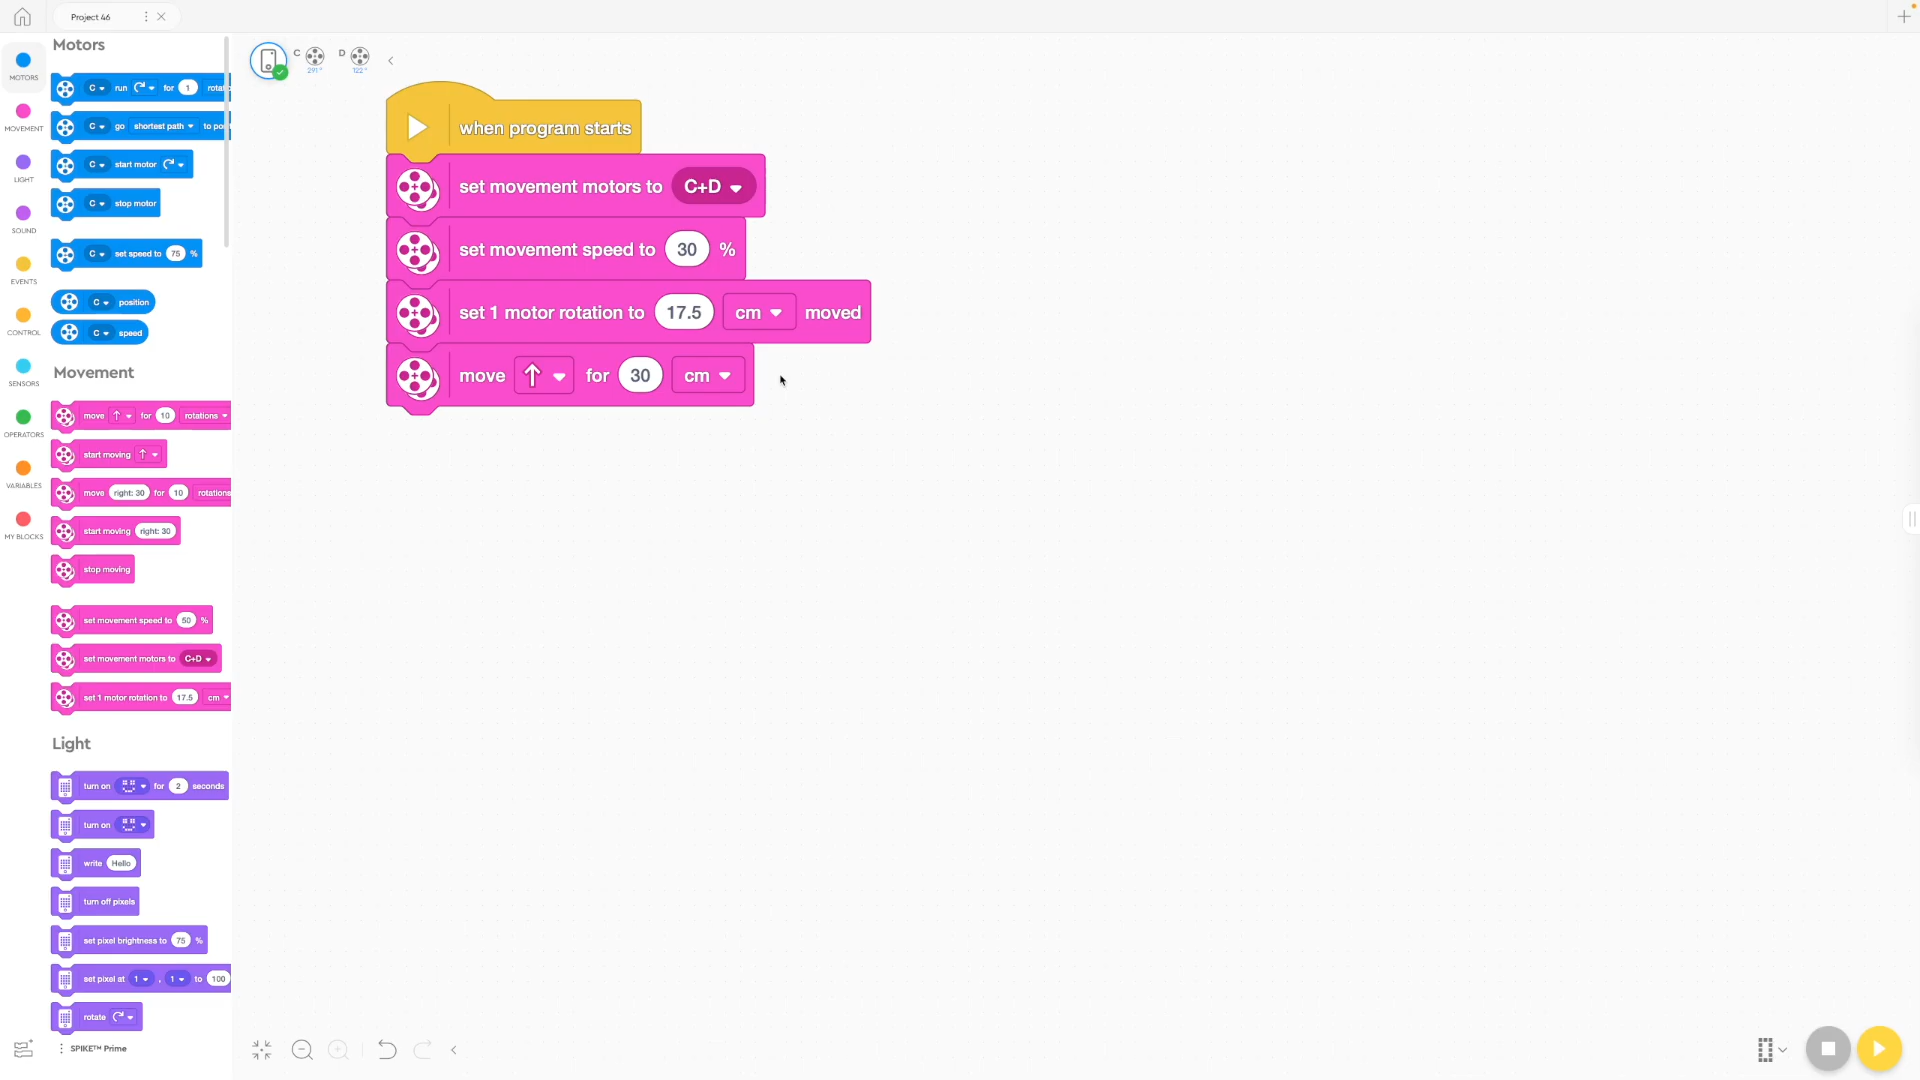 Project 46
MOTORS
MOVEMENT
LIGHT
SOUND
EVENTS
CONTROL
SENSORS
OPERATORS
VARIABLES
MY BLOCKS
Motors
C run for 1
C go shortest path to
C start motor
C stop motor
C set speed to 75 %
C position
C speed
Movement
move for 10 rotations
start moving
move right: 30 for 10 rotations
start moving right: 30
stop moving
set movement speed to 50 %
set movement motors to C+D
set 1 motor rotation to 17.5 cm
Light
turn on for 2 seconds
turn on
write Hello
turn off pixels
set pixel brightness to 75 %
set pixel at 1 , 1 to 100
rotate
SPIKE™ Prime
C 291°
D 122°
when program starts
set movement motors to C+D
set movement speed to 30 %
set 1 motor rotation to 17.5 cm moved
move for 30 cm